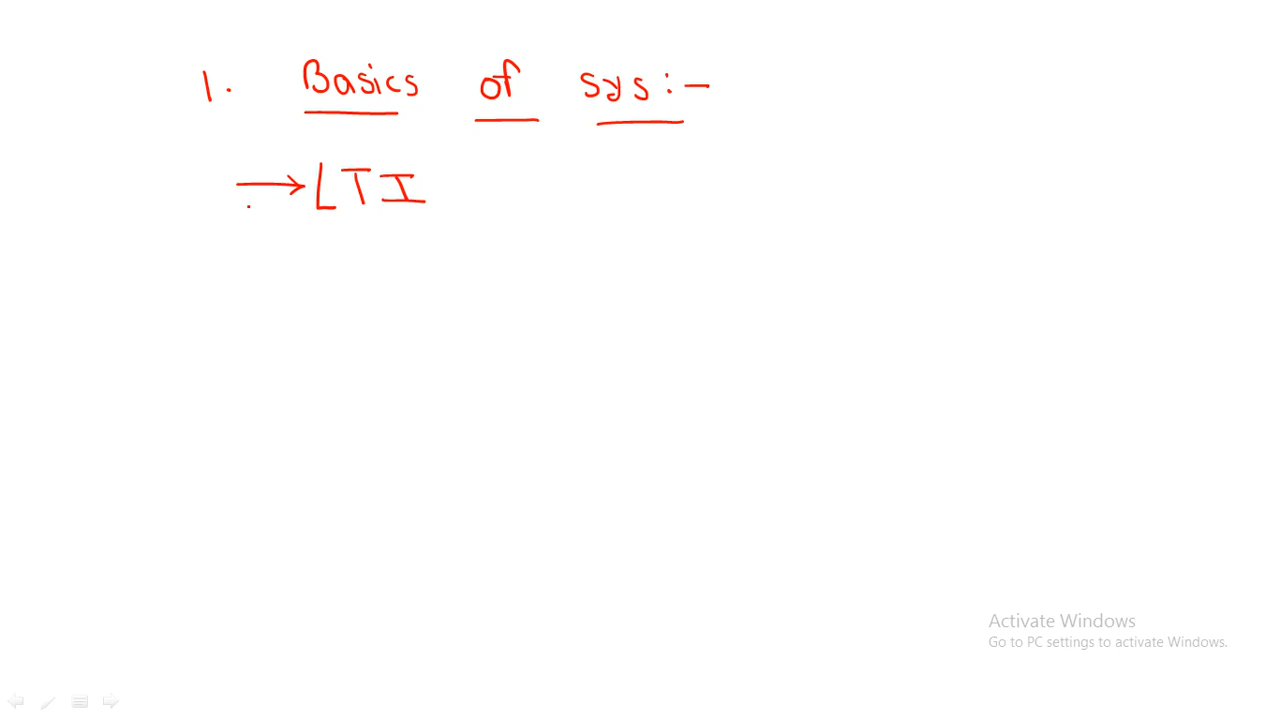 1. Basics of sys:-
→ LTI
Activate Windows
Go to PC settings to activate Windows.